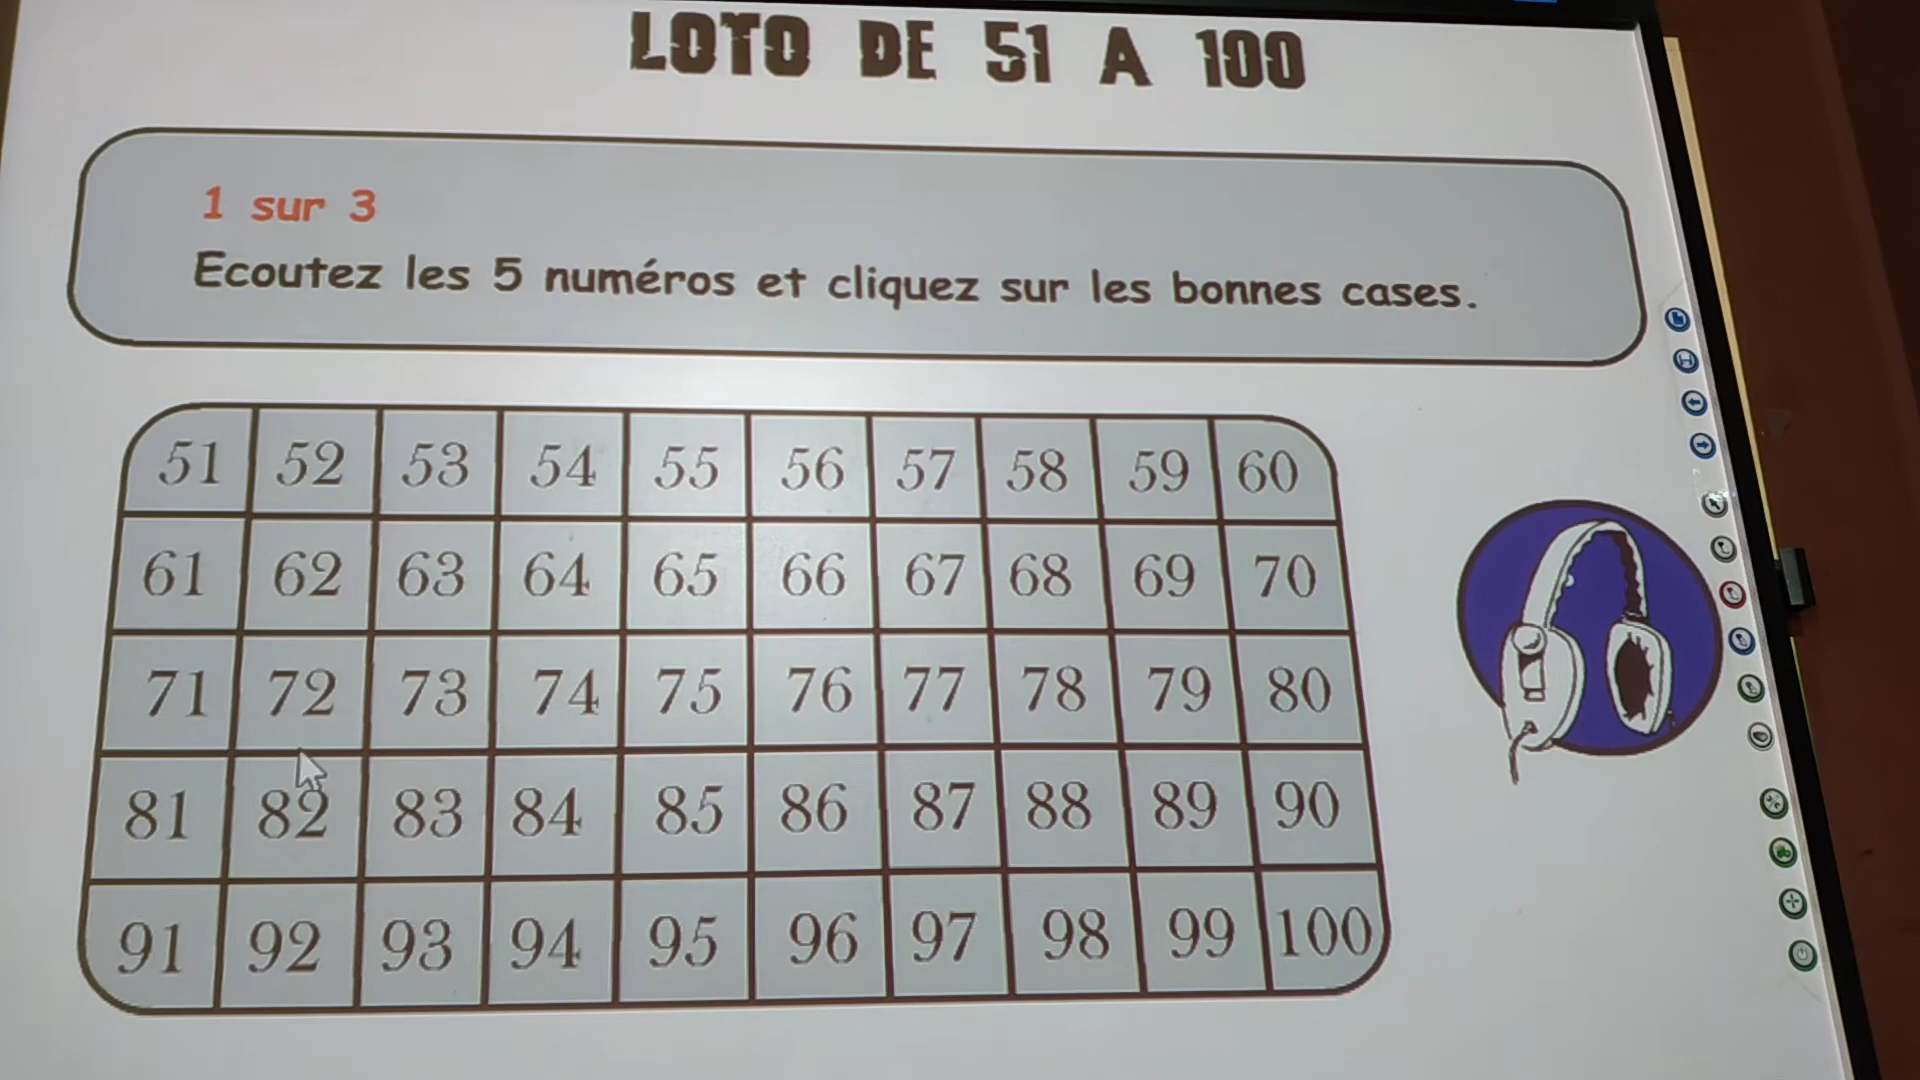 LOTO DE 51 A 100
1 sur 3
Ecoutez les 5 numéros et cliquez sur les bonnes cases.
51 52 53 54 55 56 57 58 59 60
61 62 63 64 65 66 67 68 69 70
71 72 73 74 75 76 77 78 79 80
81 82 83 84 85 86 87 88 89 90
91 92 93 94 95 96 97 98 99 100